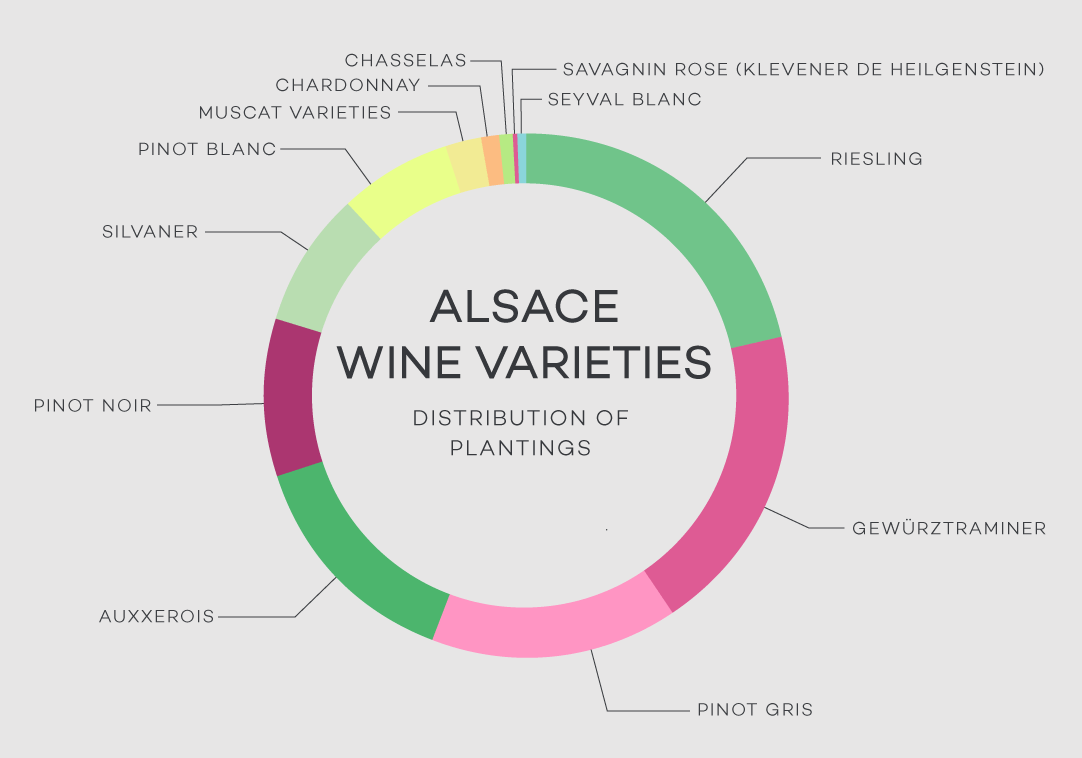 CHASSELAS
SAVAGNIN ROSE (KLEVENER DE HEILGENSTEIN)
CHARDONNAY
SEYVAL BLANC
MUSCAT VARIETIES
PINOT BLANC
RIESLING
SILVANER
ALSACE
WINE VARIETIES
DISTRIBUTION OF
PLANTINGS
PINOT NOIR
GEWÜRZTRAMINER
AUXXEROIS
PINOT GRIS